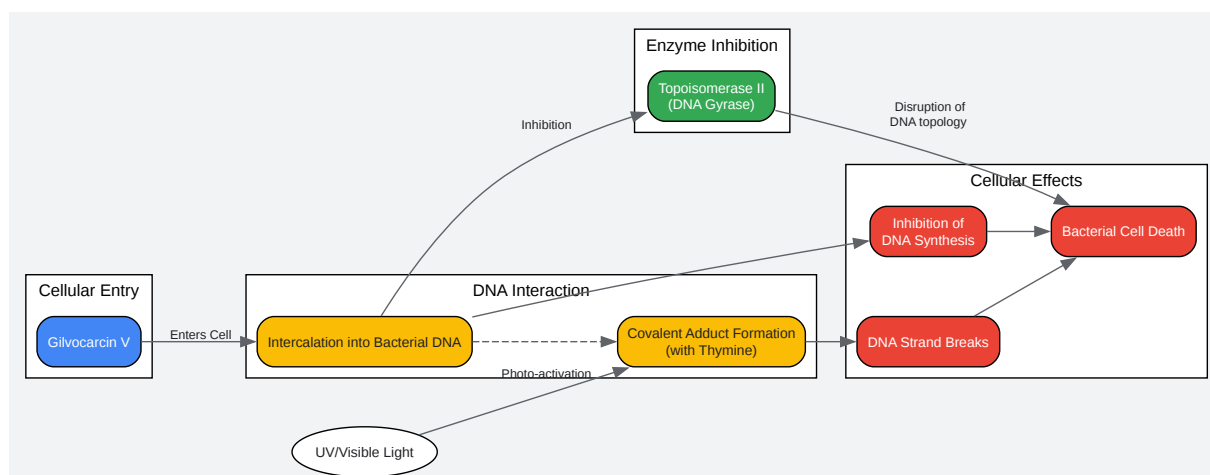 Enzyme Inhibition
Topoisomerase II
(DNA Gyrase)
Disruption of
DNA topology
Inhibition
Cellular Effects
Inhibition of
DNA Synthesis
Bacterial Cell Death
Cellular Entry
Gilvocarcin V
Enters Cell
DNA Interaction
Intercalation into Bacterial DNA
Covalent Adduct Formation
(with Thymine)
DNA Strand Breaks
Photo-activation
UV/Visible Light